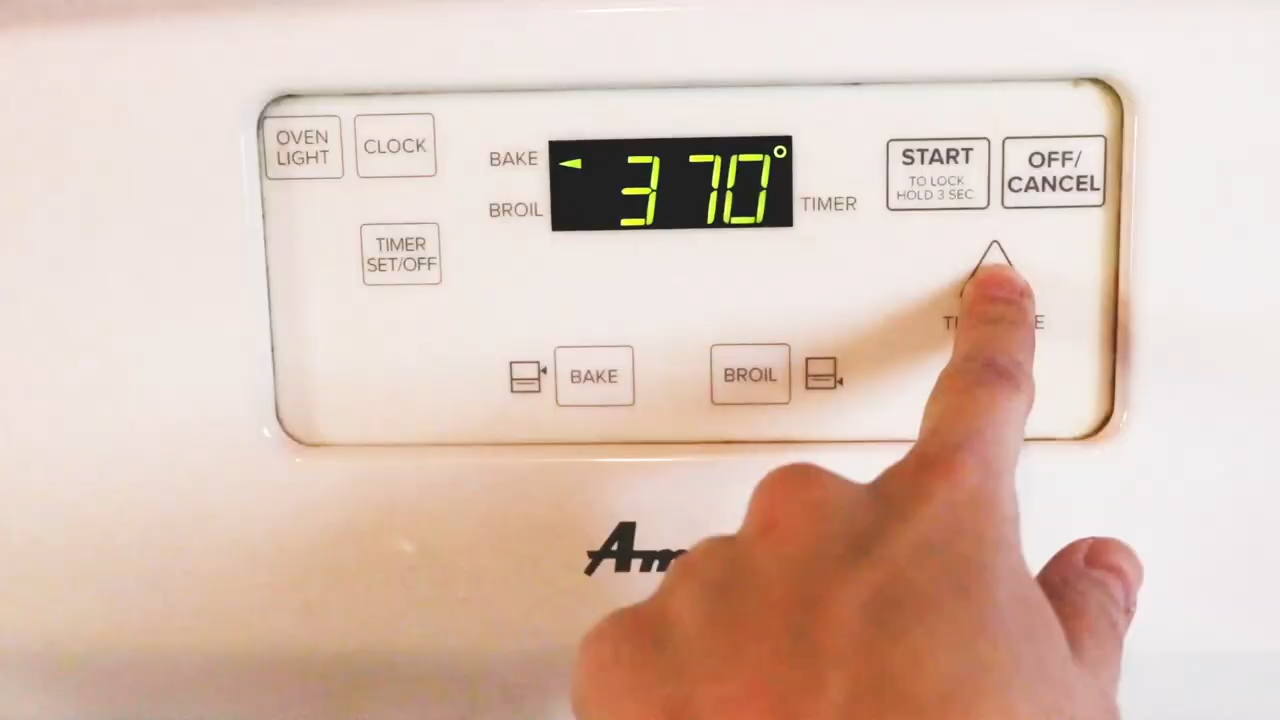 OVEN
LIGHT
CLOCK
BAKE
BROIL
370°
TIMER
START
TO LOCK
HOLD 3 SEC
OFF/
CANCEL
TIMER
SET/OFF
BAKE
BROIL